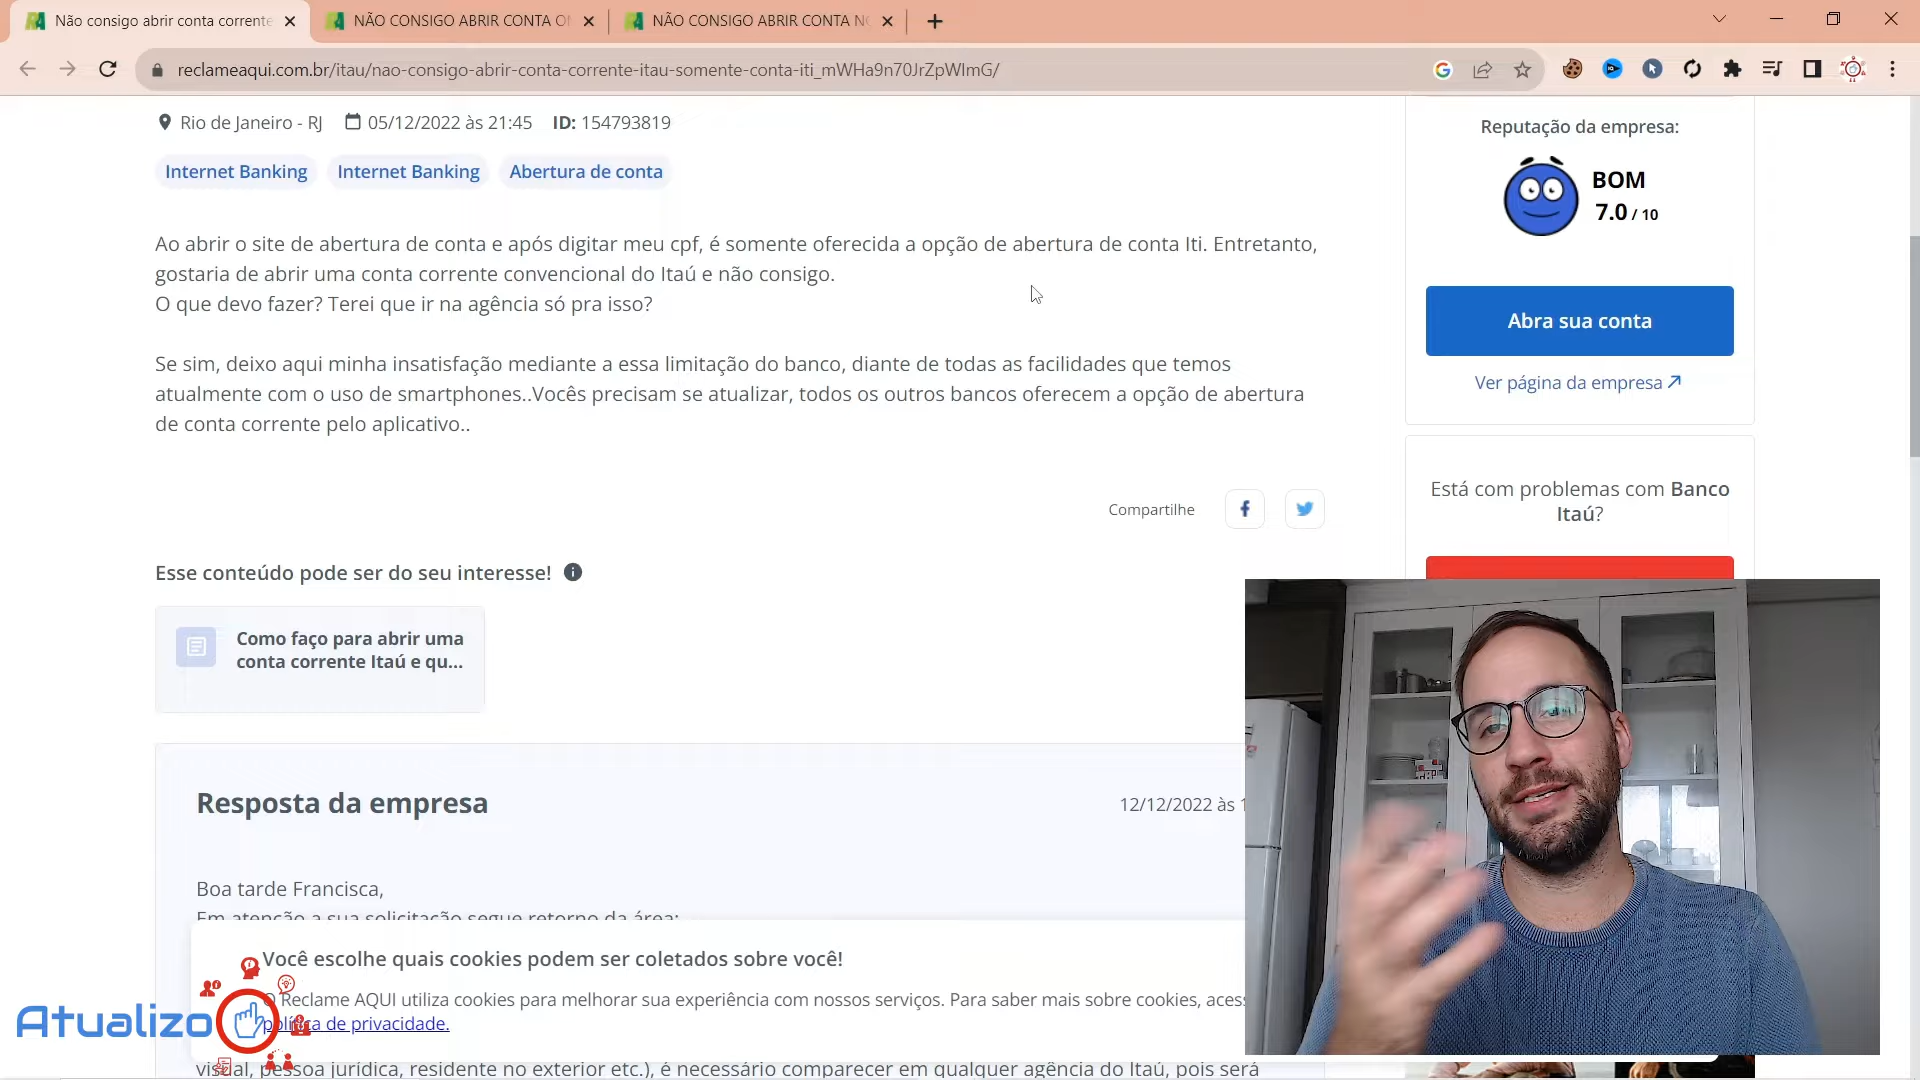 Não consigo abrir conta corrente
NÃO CONSIGO ABRIR CONTA
NÃO CONSIGO ABRIR CONTA
reclameaqui.com.br/itau/nao-consigo-abrir-conta-corrente-itau-somente-conta-iti_mWHa9n70JrZpWImG/
Rio de Janeiro - RJ 05/12/2022 às 21:45 ID: 154793819
Internet Banking Internet Banking Abertura de conta
Ao abrir o site de abertura de conta e após digitar meu cpf, é somente oferecida a opção de abertura de conta Iti. Entretanto,
gostaria de abrir uma conta corrente convencional do Itaú e não consigo.
O que devo fazer? Terei que ir na agência só pra isso?
Se sim, deixo aqui minha insatisfação mediante a essa limitação do banco, diante de todas as facilidades que temos
atualmente com o uso de smartphones..Vocês precisam se atualizar, todos os outros bancos oferecem a opção de abertura
de conta corrente pelo aplicativo..
Compartilhe
Esse conteúdo pode ser do seu interesse!
Como faço para abrir uma
conta corrente Itaú e qu...
Resposta da empresa
12/12/2022 às
Boa tarde Francisca,
Em atenção a sua solicitação segue retorno da área:
Você escolhe quais cookies podem ser coletados sobre você!
O Reclame AQUI utiliza cookies para melhorar sua experiência com nossos serviços. Para saber mais sobre cookies,
política de privacidade.
visual, pessoa jurídica, residente no exterior etc.), é necessário comparecer em qualquer agência do Itaú, pois será
Reputação da empresa:
BOM
7.0 / 10
Abra sua conta
Ver página da empresa
Está com problemas com Banco
Itaú?
Atualizo